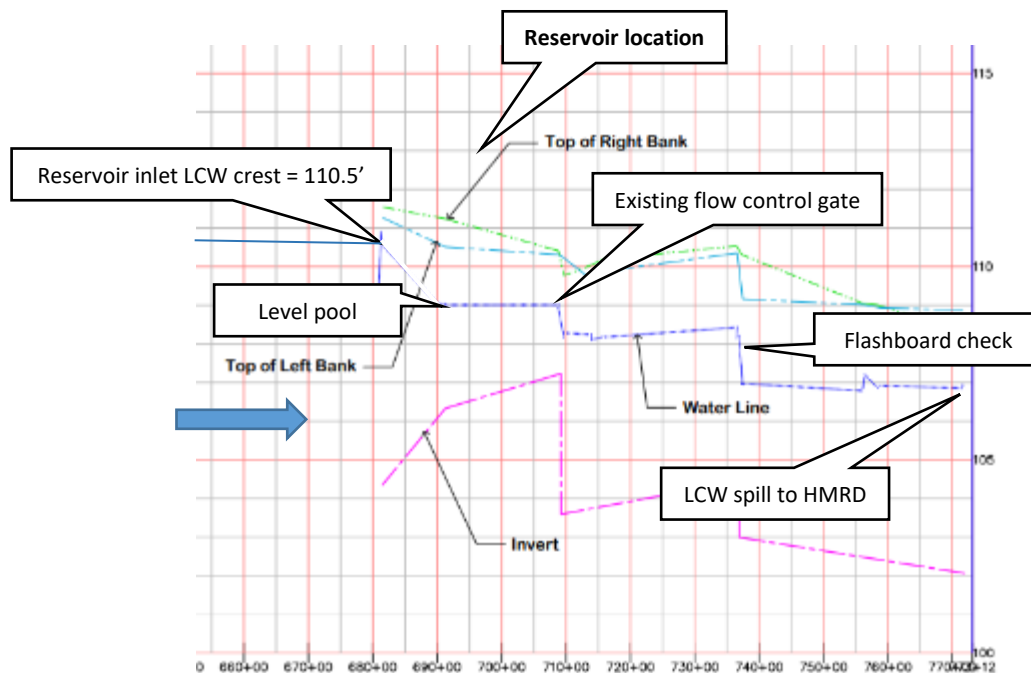 Reservoir location
115
Top of Right Bank
Reservoir inlet LCW crest = 110.5’
Existing flow control gate
110
Level pool
Flashboard check
Top of Left Bank
Water Line
105
LCW spill to HMRD
Invert
100
0 660+00 670+00 680+00 690+00 700+00 710+00 720+00 730+00 740+00 750+00 760+00